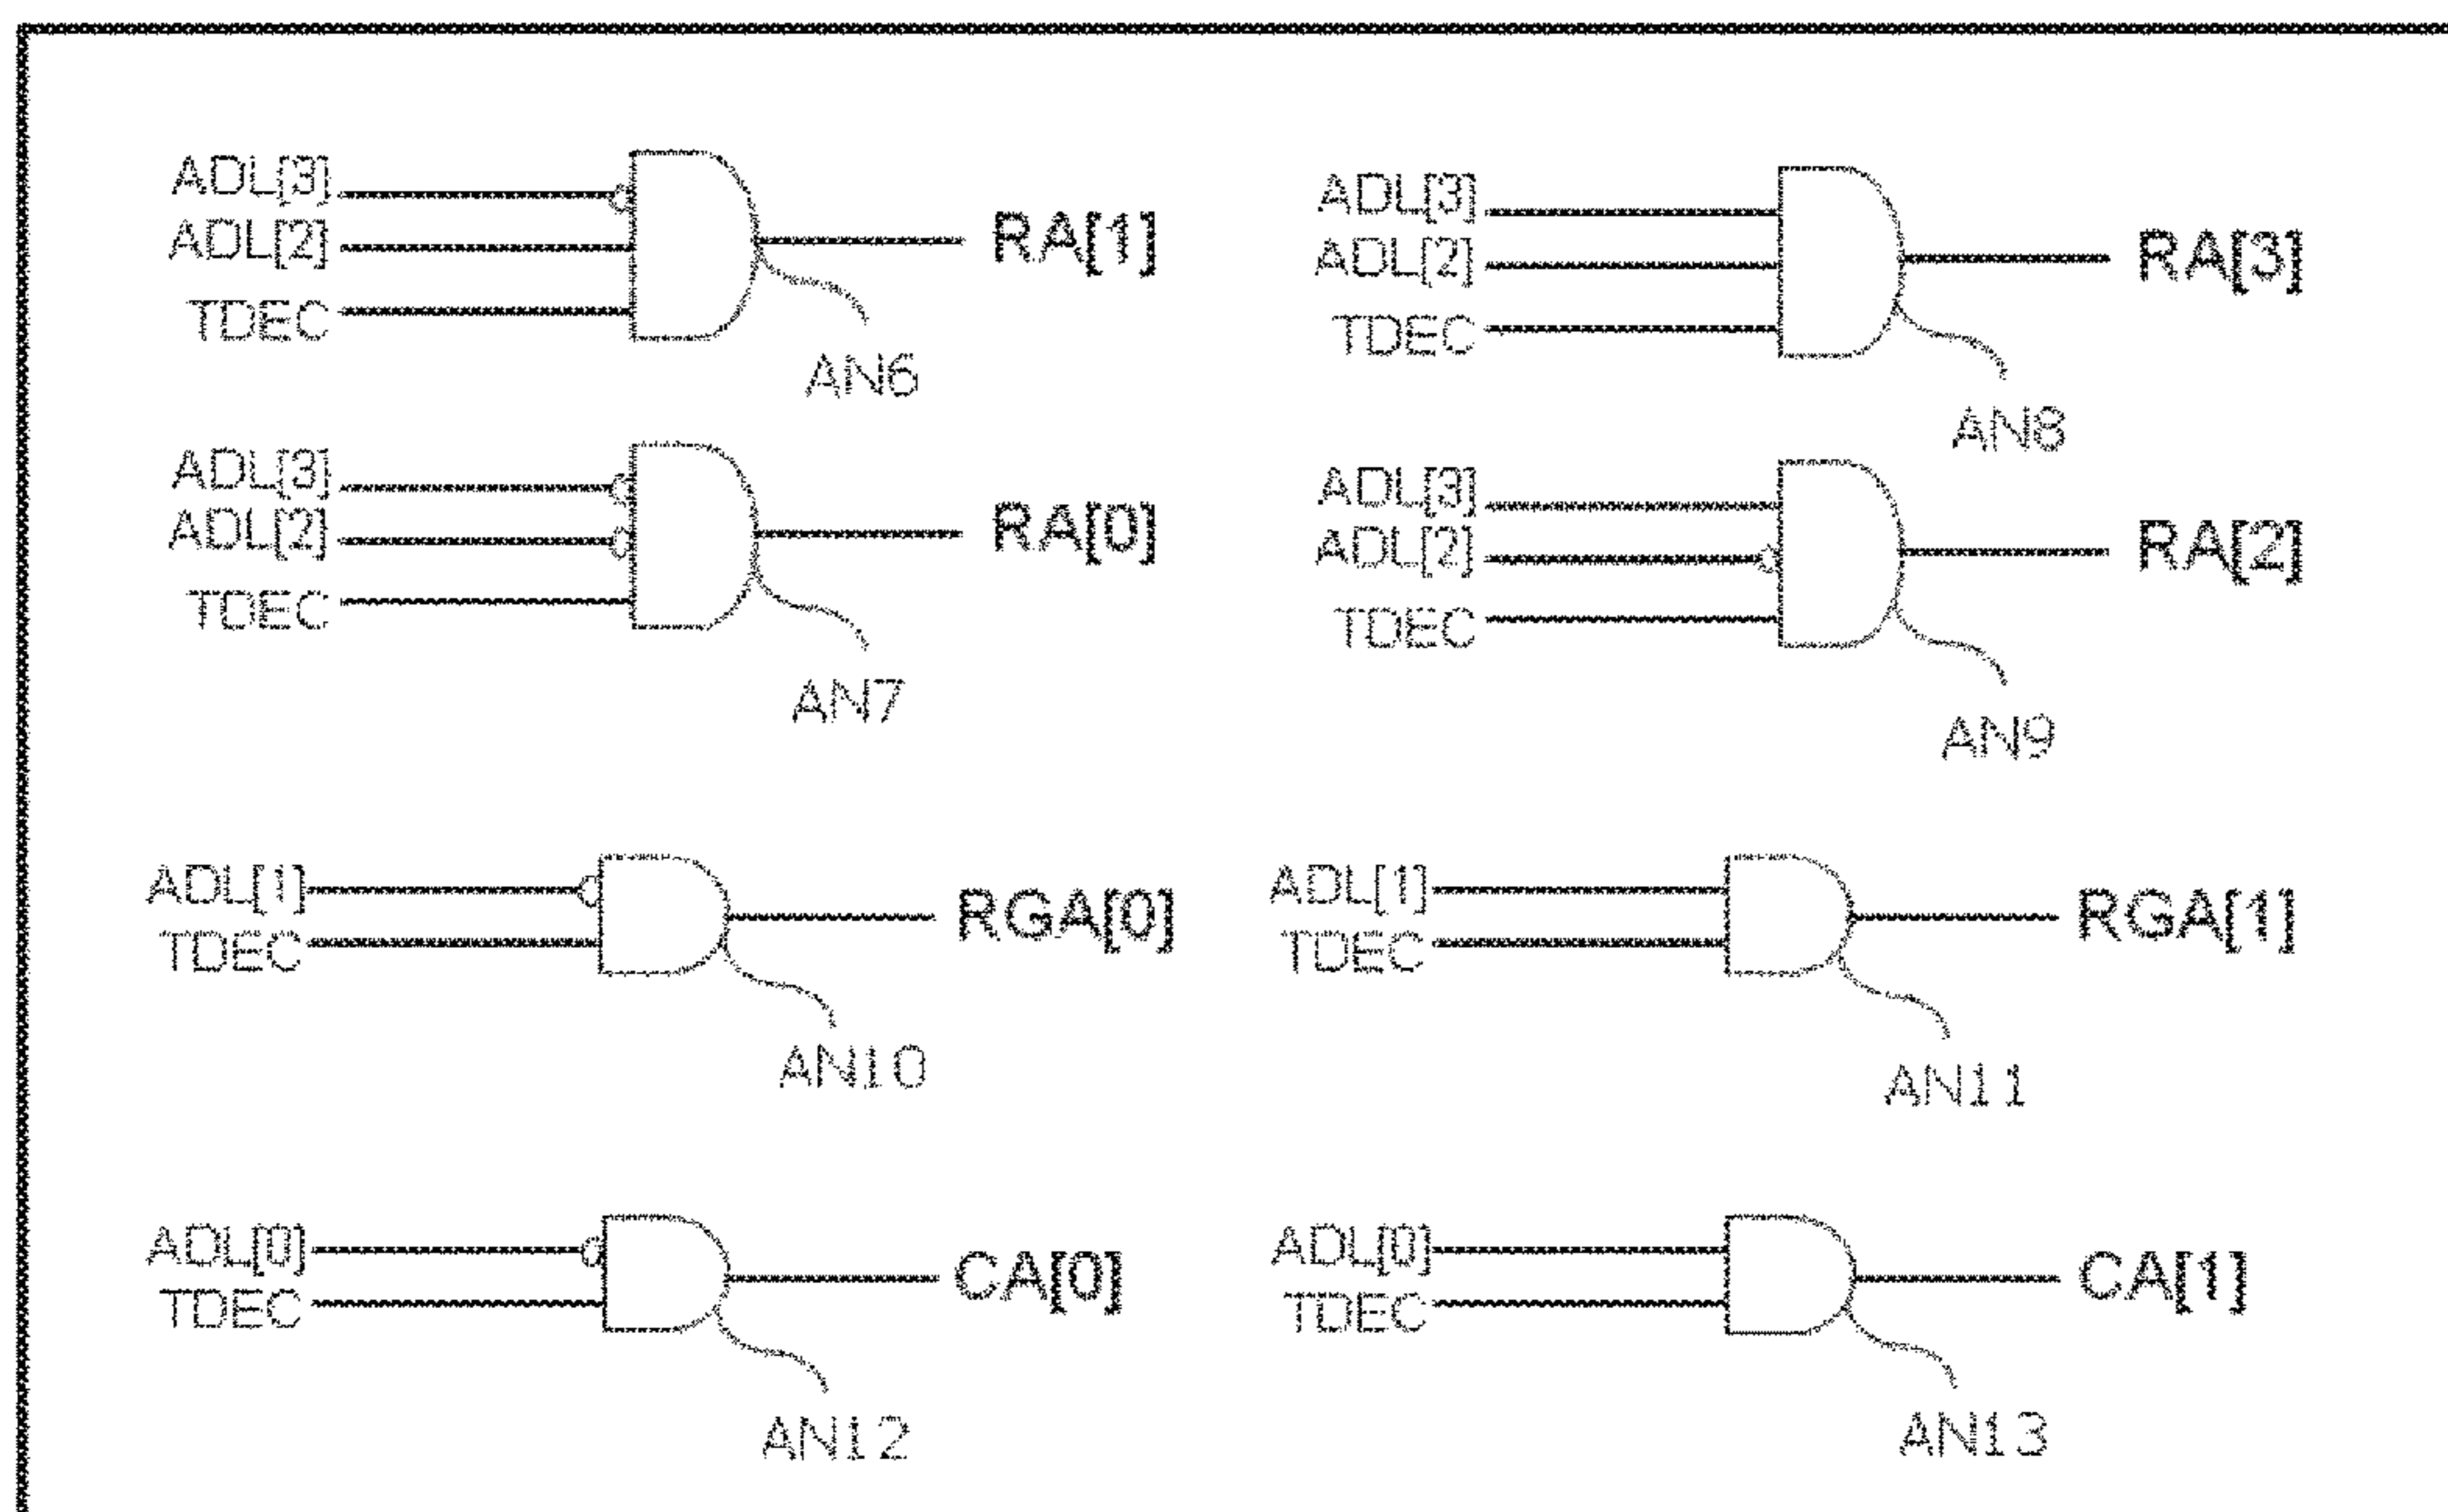 ADL[3]
ADL[2]
TDEC
RA[1]
AN6
ADL[3]
ADL[2]
TDEC
RA[3]
AN8
ADL[3]
ADL[2]
TDEC
RA[0]
AN7
ADL[3]
ADL[2]
TDEC
RA[2]
AN9
ADL[1]
TDEC
RGA[0]
AN10
ADL[1]
TDEC
RGA[1]
AN11
ADL[0]
TDEC
CA[0]
AN12
ADL[0]
TDEC
CA[1]
AN13